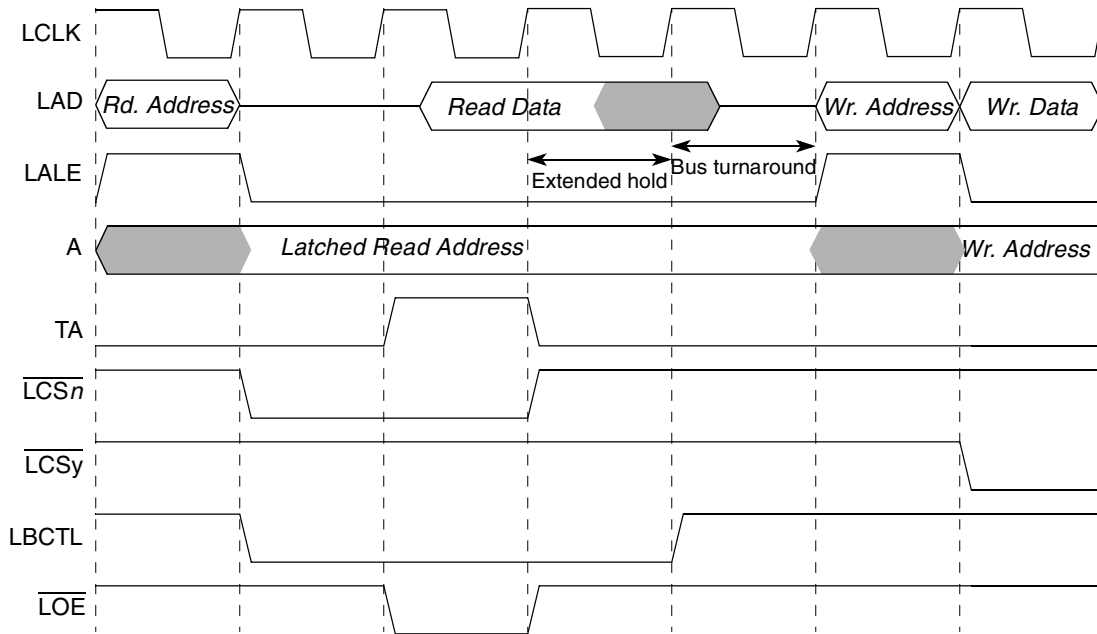 LCLK
LAD Rd. Address Read Data Wr. Address Wr. Data
LALE Extended hold Bus turnaround
A Latched Read Address Wr. Address
TA
LCSn
LCSy
LBCTL
LOE